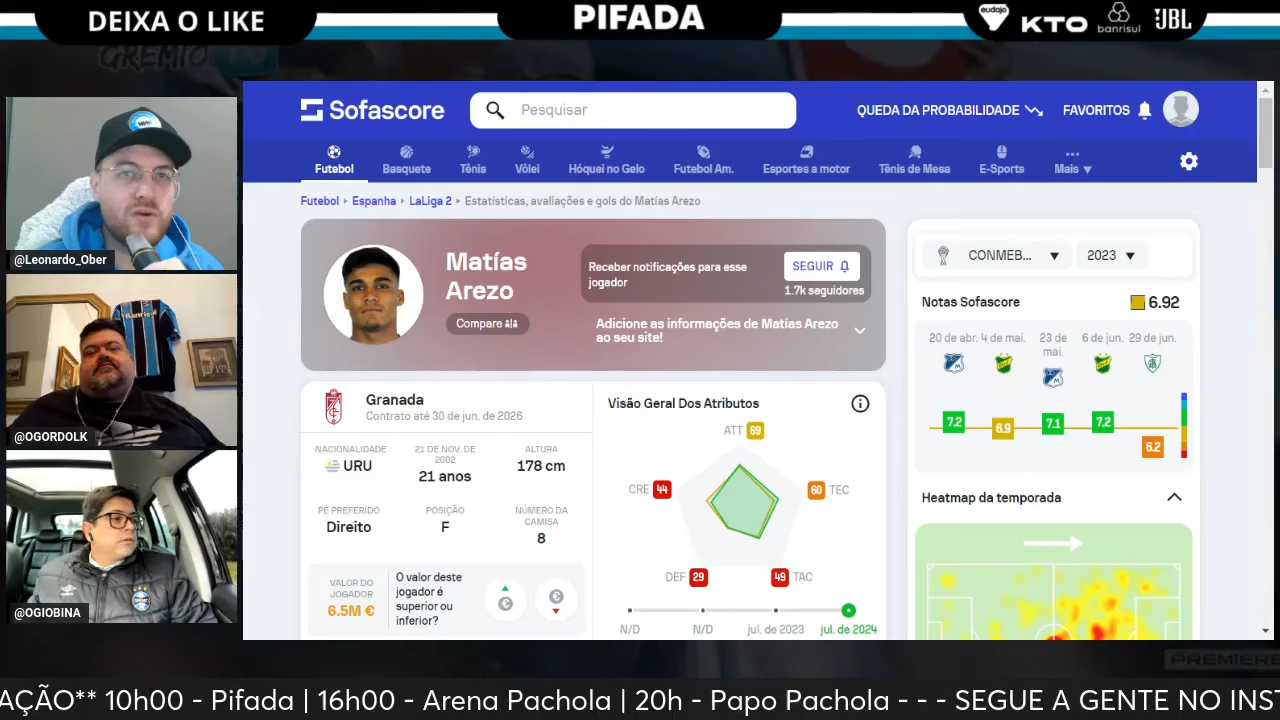 DEIXA O LIKE
PIFADA
eudajo
KTO
banrisul
JBL
GRÊMIO
@Leonardo_Ober
@OGORDOLK
@OGIOBINA
Sofascore
Pesquisar
QUEDA DA PROBABILIDADE
FAVORITOS
Futebol
Basquete
Tênis
Vôlei
Hóquei no Gelo
Futebol Am.
Esportes a motor
Tênis de Mesa
E-Sports
Mais
Futebol
Espanha
LaLiga 2
Estatísticas, avaliações e gols do Matías Arezo
Matías
Arezo
Compare
Receber notificações para esse
jogador
SEGUIR
1.7k seguidores
Adicione as informações de Matías Arezo
ao seu site!
Granada
Contrato até 30 de jun. de 2026
NACIONALIDADE
URU
21 DE NOV. DE
2002
21 anos
ALTURA
178 cm
PÉ PREFERIDO
Direito
POSIÇÃO
F
NÚMERO DA
CAMISA
8
VALOR DO
JOGADOR
6.5M €
O valor deste
jogador é
superior ou
inferior?
Visão Geral Dos Atributos
ATT 69
CRE 44
60 TEC
DEF 29
49 TAC
N/D
N/D
jul. de 2023
jul. de 2024
CONMEB...
2023
Notas Sofascore
6.92
20 de abr.
4 de mai.
23 de
mai.
6 de jun.
29 de jun.
7.2
6.9
7.1
7.2
6.2
Heatmap da temporada
PREMIERE
AÇÃO** 10h00 - Pifada | 16h00 - Arena Pachola | 20h - Papo Pachola - - - SEGUE A GENTE NO INST